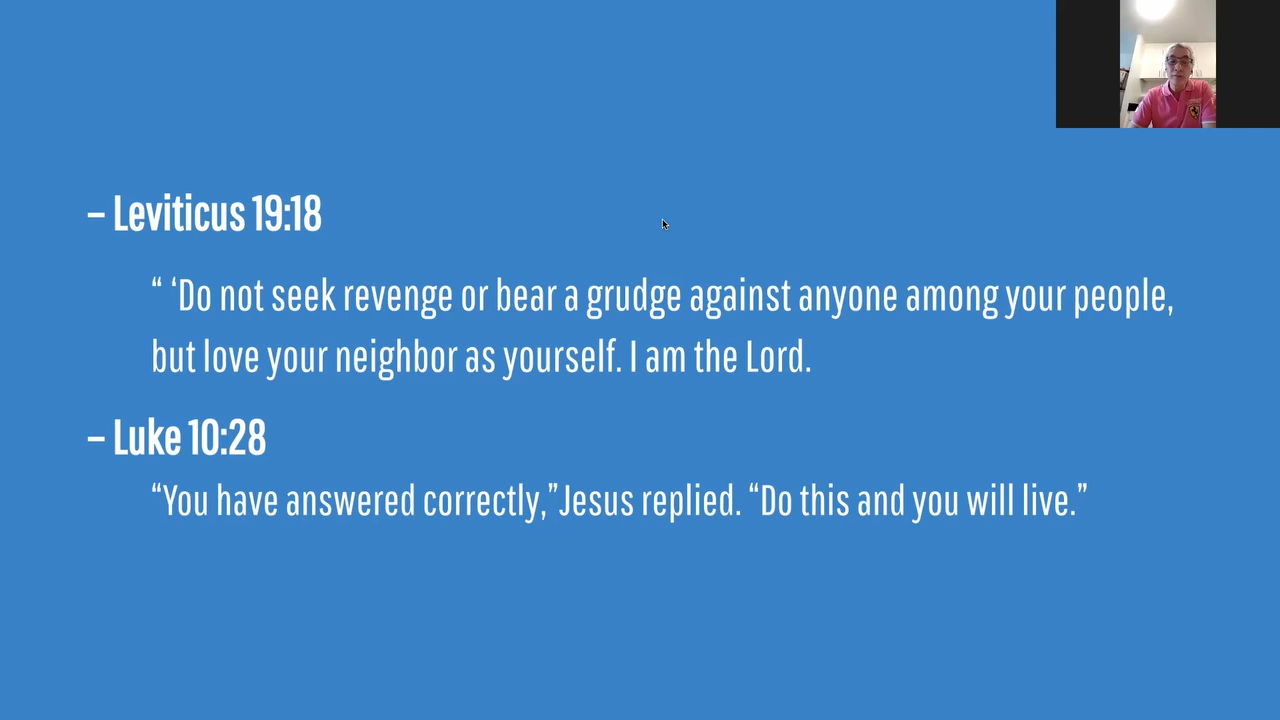 – Leviticus 19:18
“ ‘Do not seek revenge or bear a grudge against anyone among your people,
but love your neighbor as yourself. I am the Lord.
– Luke 10:28
“You have answered correctly,”Jesus replied. “Do this and you will live.”